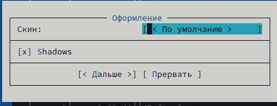 Оформление
Скин: [< По умолчанию > ]
[x] Shadows
[< Дальше >] [ Прервать ]